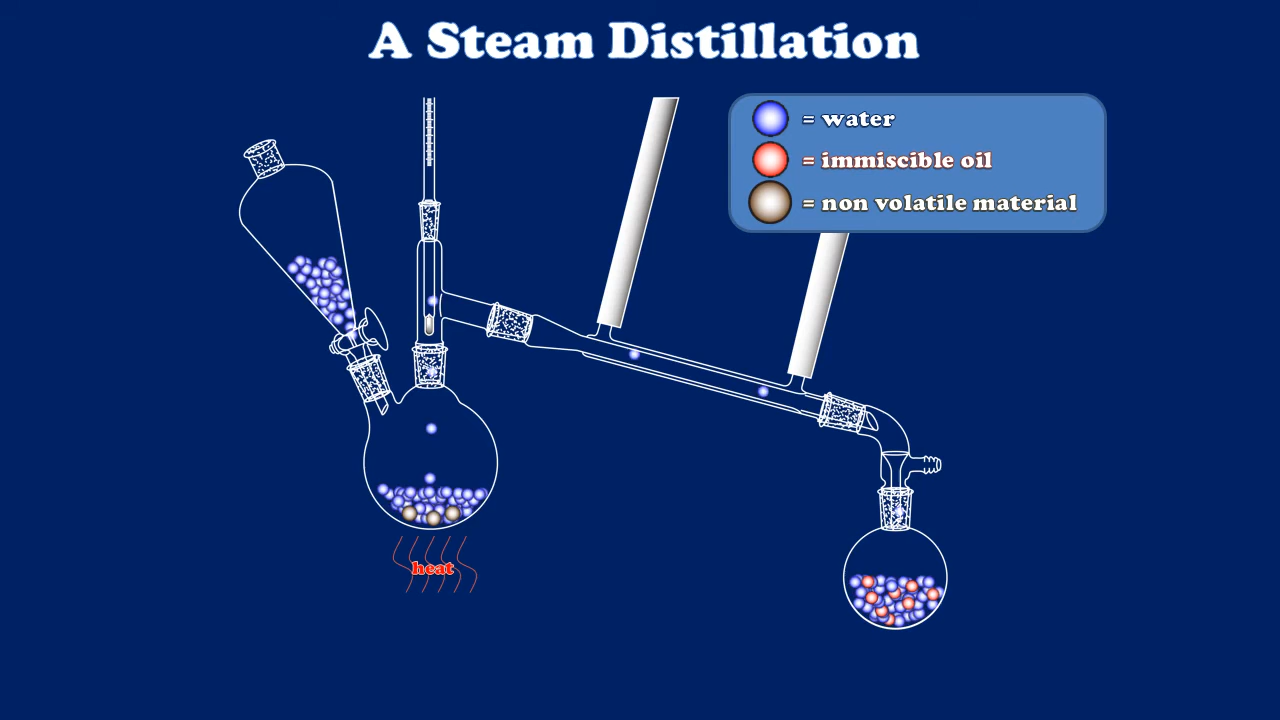 A Steam Distillation
= water
= immiscible oil
= non volatile material
heat